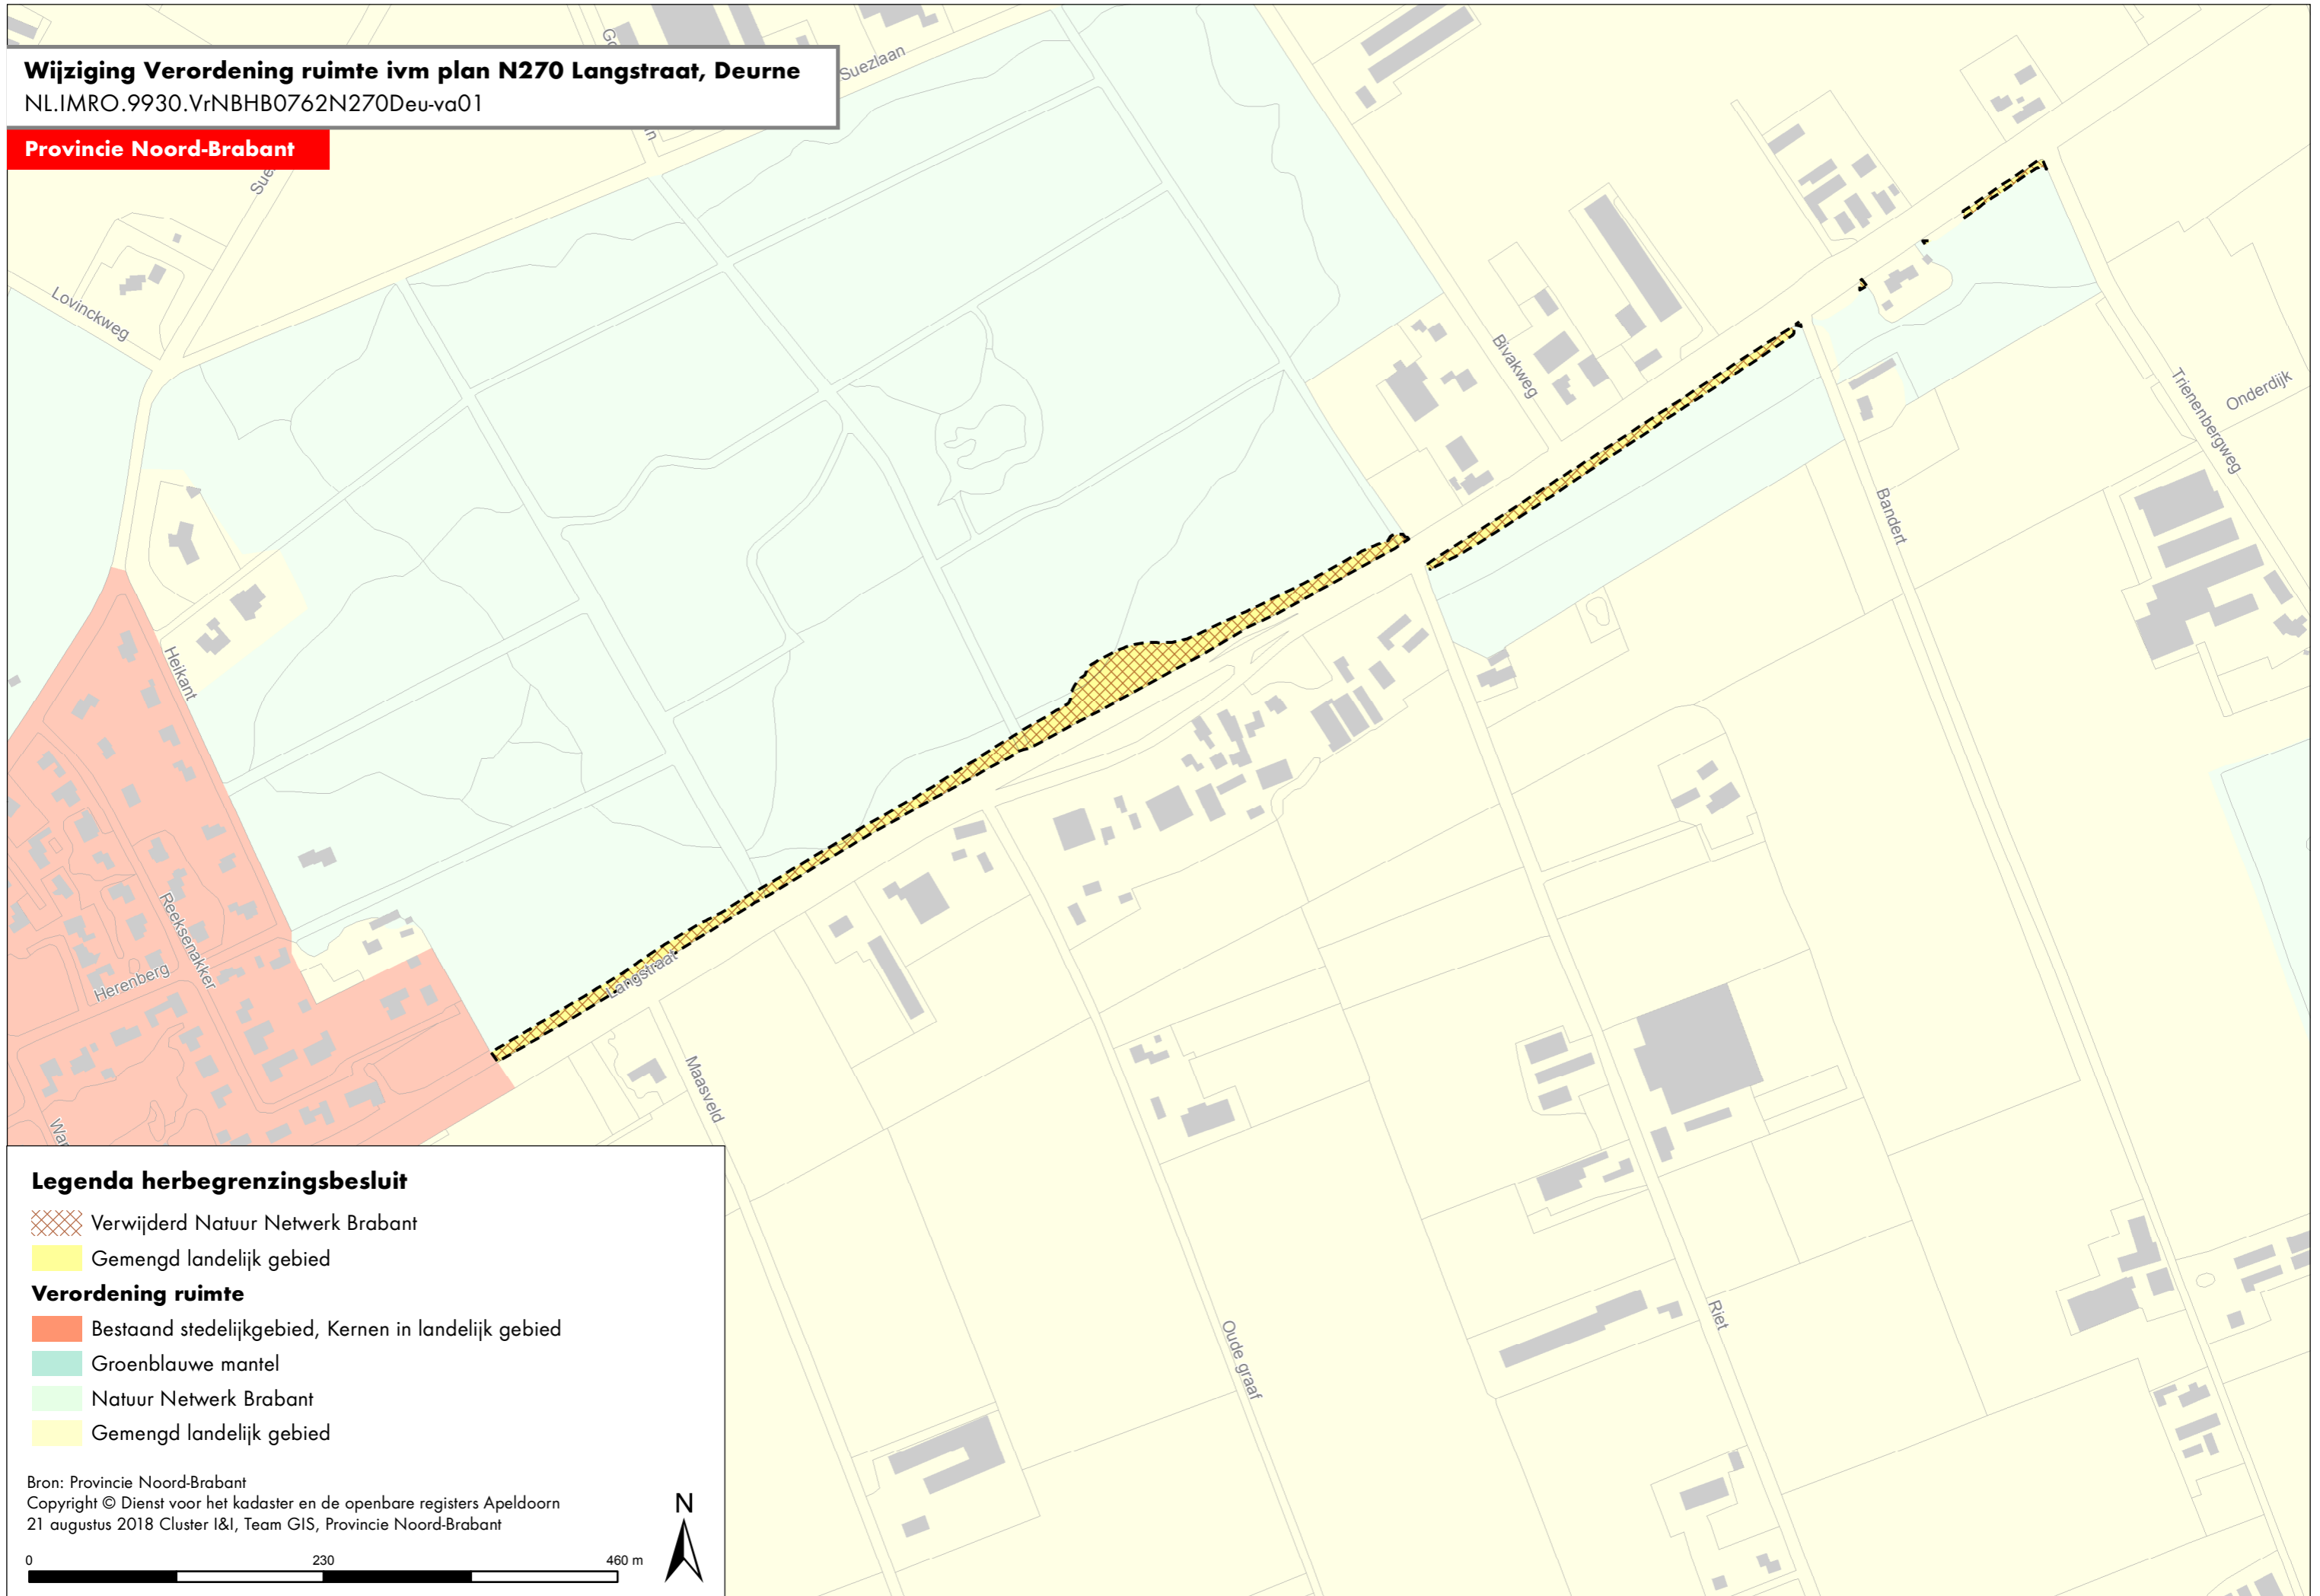 Wijziging Verordening ruimte ivm plan N270 Langstraat, Deurne
NL.IMRO.9930.VrNBHB0762N270Deu-va01
Provincie Noord-Brabant
Suezlaan
Lovinckweg
Bivakweg
Trienenbergweg
Onderdijk
Bandert
Heikant
Reeksenakker
Herenberg
Langstraat
Maasveld
Oude graaf
Riet
Legenda herbegrenzingsbesluit
Verwijderd Natuur Netwerk Brabant
Gemengd landelijk gebied
Verordening ruimte
Bestaand stedelijkgebied, Kernen in landelijk gebied
Groenblauwe mantel
Natuur Netwerk Brabant
Gemengd landelijk gebied
Bron: Provincie Noord-Brabant
Copyright © Dienst voor het kadaster en de openbare registers Apeldoorn
21 augustus 2018 Cluster I&I, Team GIS, Provincie Noord-Brabant
N
0 230 460 m